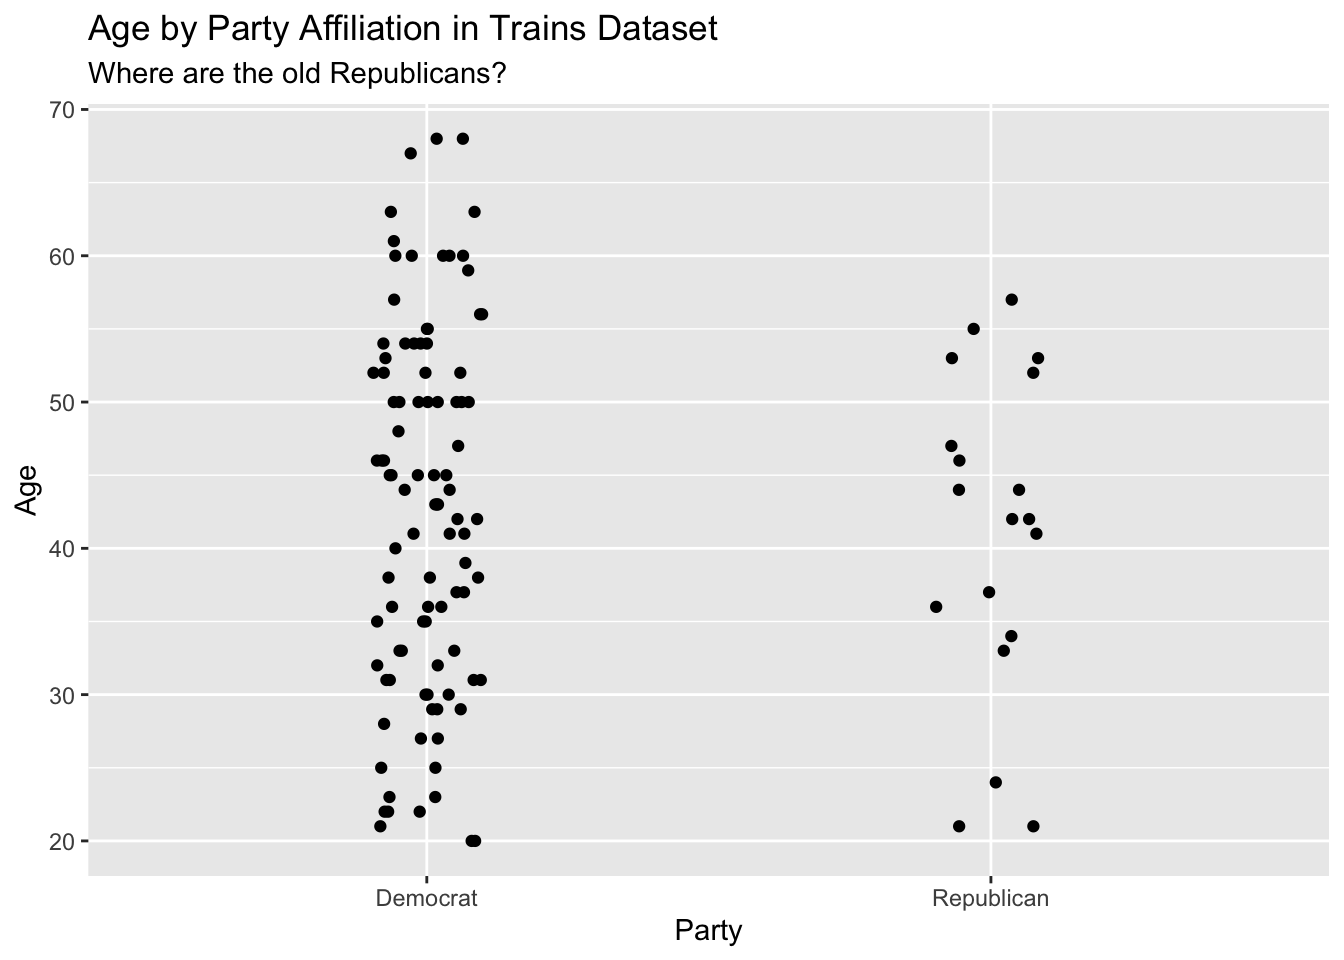 Age by Party Affiliation in Trains Dataset
Where are the old Republicans?
70
60
50
40
30
20
Age
Democrat
Republican
Party